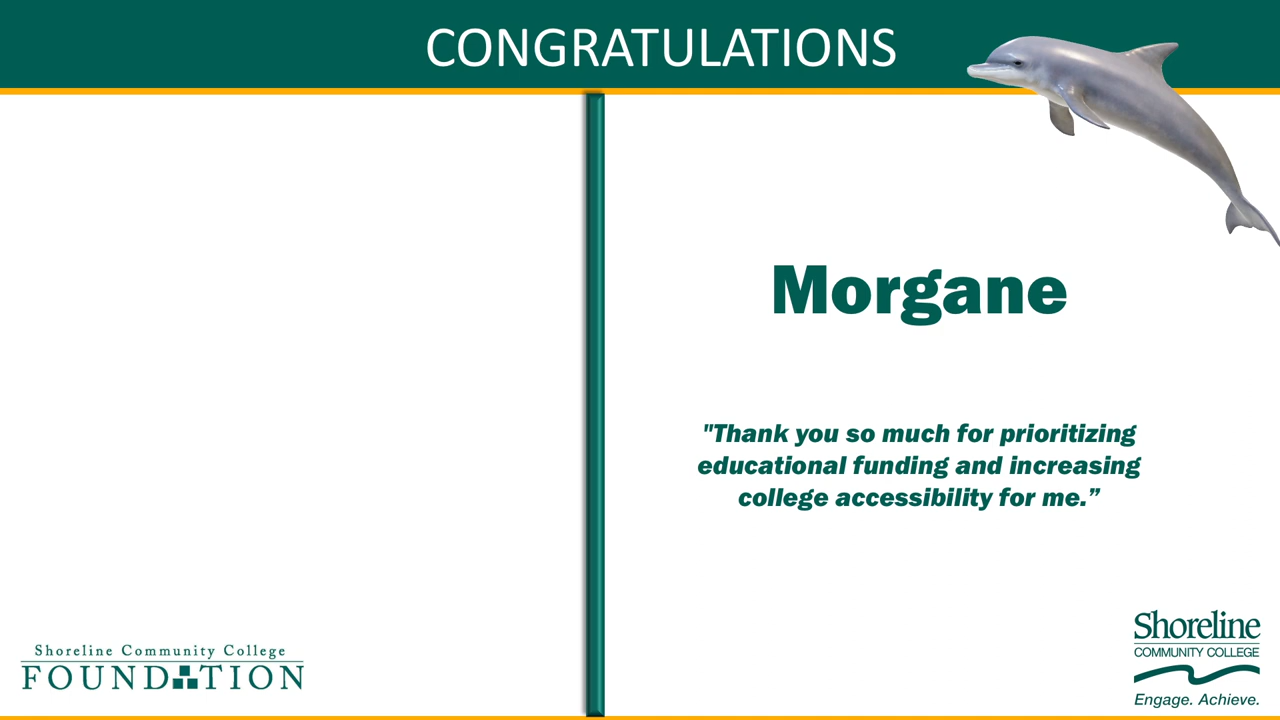 CONGRATULATIONS
Morgane
"Thank you so much for prioritizing
educational funding and increasing
college accessibility for me.”
Shoreline Community College
FOUNDATION
Shoreline
COMMUNITY COLLEGE
Engage. Achieve.